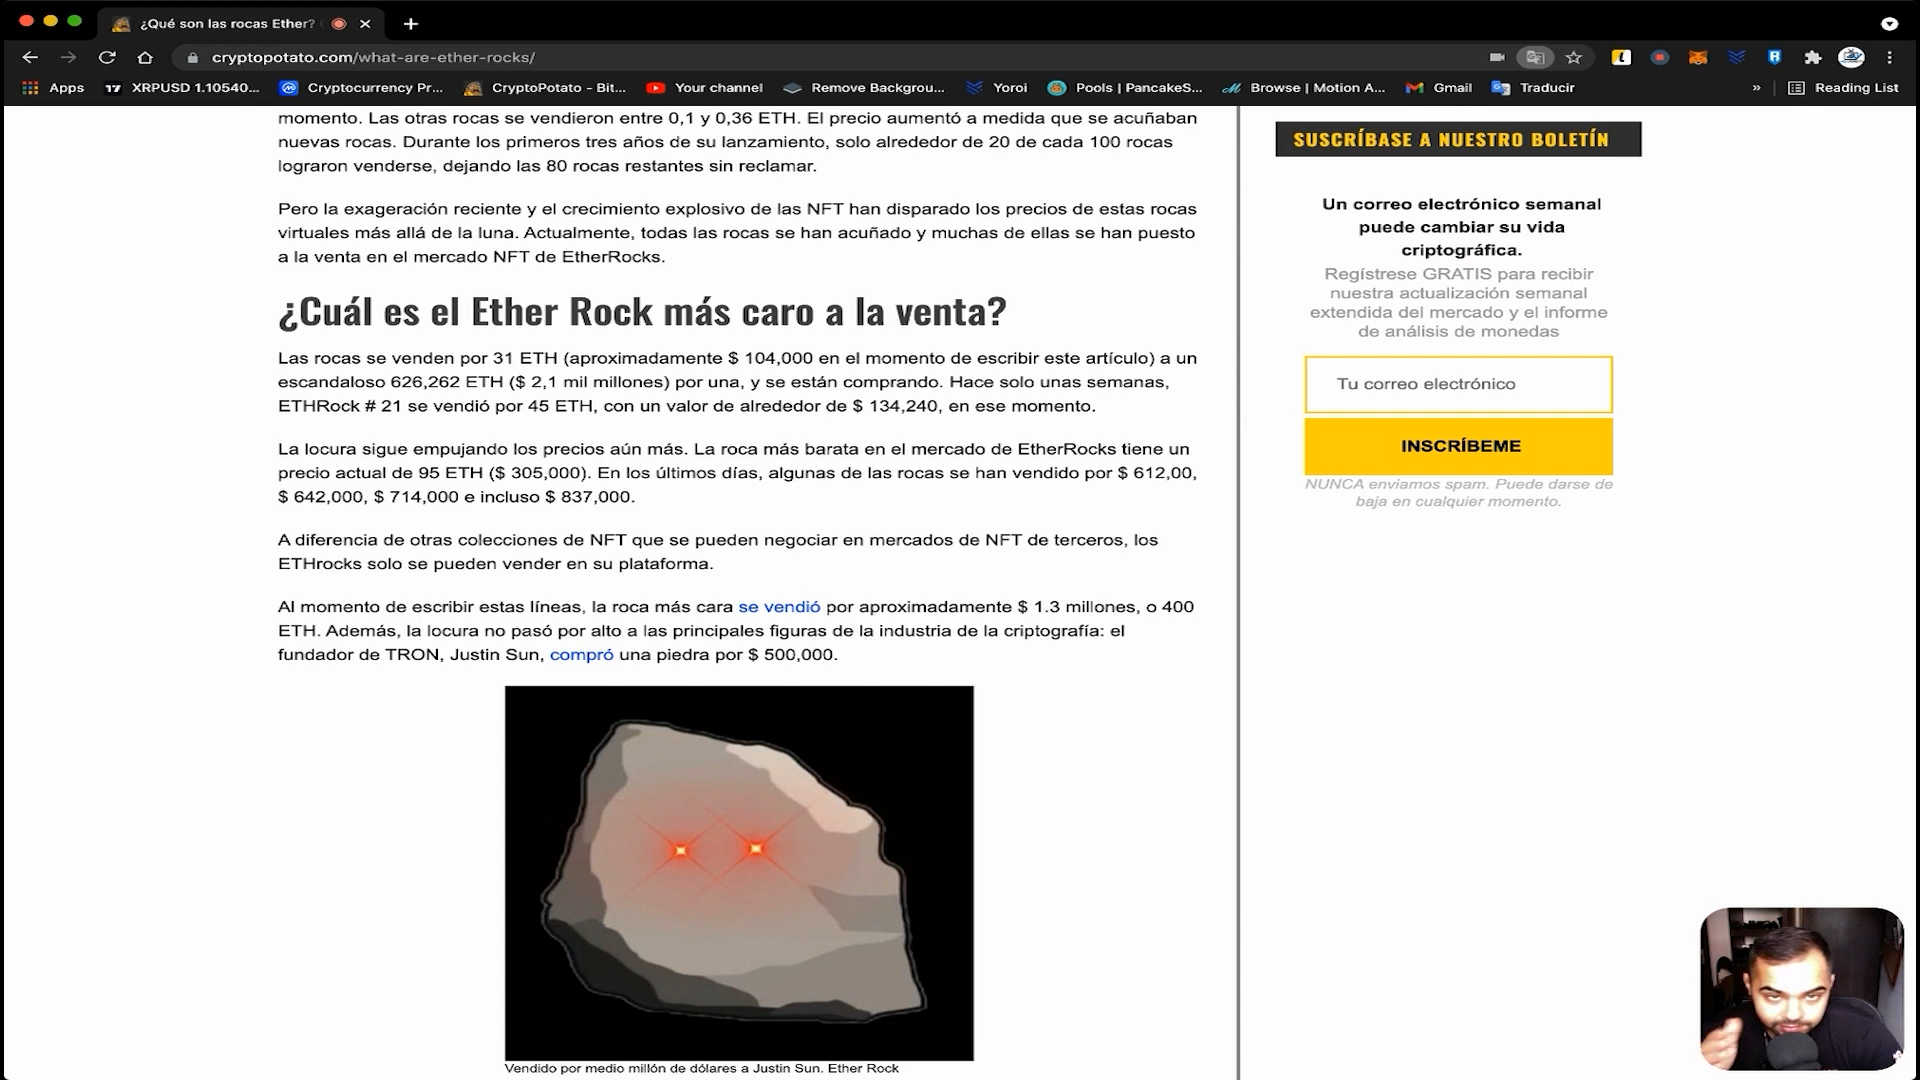 ¿Qué son las rocas Ether?
cryptopotato.com/what-are-ether-rocks/
Apps
XRPUSD 1.10540...
Cryptocurrency Pr...
CryptoPotato - Bit...
Your channel
Remove Backgrou...
Yoroi
Pools | PancakeS...
Browse | Motion A...
Gmail
Traducir
»
Reading List
momento. Las otras rocas se vendieron entre 0,1 y 0,36 ETH. El precio aumentó a medida que se acuñaban
nuevas rocas. Durante los primeros tres años de su lanzamiento, solo alrededor de 20 de cada 100 rocas
lograron venderse, dejando las 80 rocas restantes sin reclamar.
Pero la exageración reciente y el crecimiento explosivo de las NFT han disparado los precios de estas rocas
virtuales más allá de la luna. Actualmente, todas las rocas se han acuñado y muchas de ellas se han puesto
a la venta en el mercado NFT de EtherRocks.
¿Cuál es el Ether Rock más caro a la venta?
Las rocas se venden por 31 ETH (aproximadamente $ 104,000 en el momento de escribir este artículo) a un
escandaloso 626,262 ETH ($ 2,1 mil millones) por una, y se están comprando. Hace solo unas semanas,
ETHRock # 21 se vendió por 45 ETH, con un valor de alrededor de $ 134,240, en ese momento.
La locura sigue empujando los precios aún más. La roca más barata en el mercado de EtherRocks tiene un
precio actual de 95 ETH ($ 305,000). En los últimos días, algunas de las rocas se han vendido por $ 612,00,
$ 642,000, $ 714,000 e incluso $ 837,000.
A diferencia de otras colecciones de NFT que se pueden negociar en mercados de NFT de terceros, los
ETHrocks solo se pueden vender en su plataforma.
Al momento de escribir estas líneas, la roca más cara se vendió por aproximadamente $ 1.3 millones, o 400
ETH. Además, la locura no pasó por alto a las principales figuras de la industria de la criptografía: el
fundador de TRON, Justin Sun, compró una piedra por $ 500,000.
Vendido por medio millón de dólares a Justin Sun. Ether Rock
SUSCRÍBASE A NUESTRO BOLETÍN
Un correo electrónico semanal
puede cambiar su vida
criptográfica.
Regístrese GRATIS para recibir
nuestra actualización semanal
extendida del mercado y el informe
de análisis de monedas
Tu correo electrónico
INSCRÍBEME
NUNCA enviamos spam. Puede darse de
baja en cualquier momento.